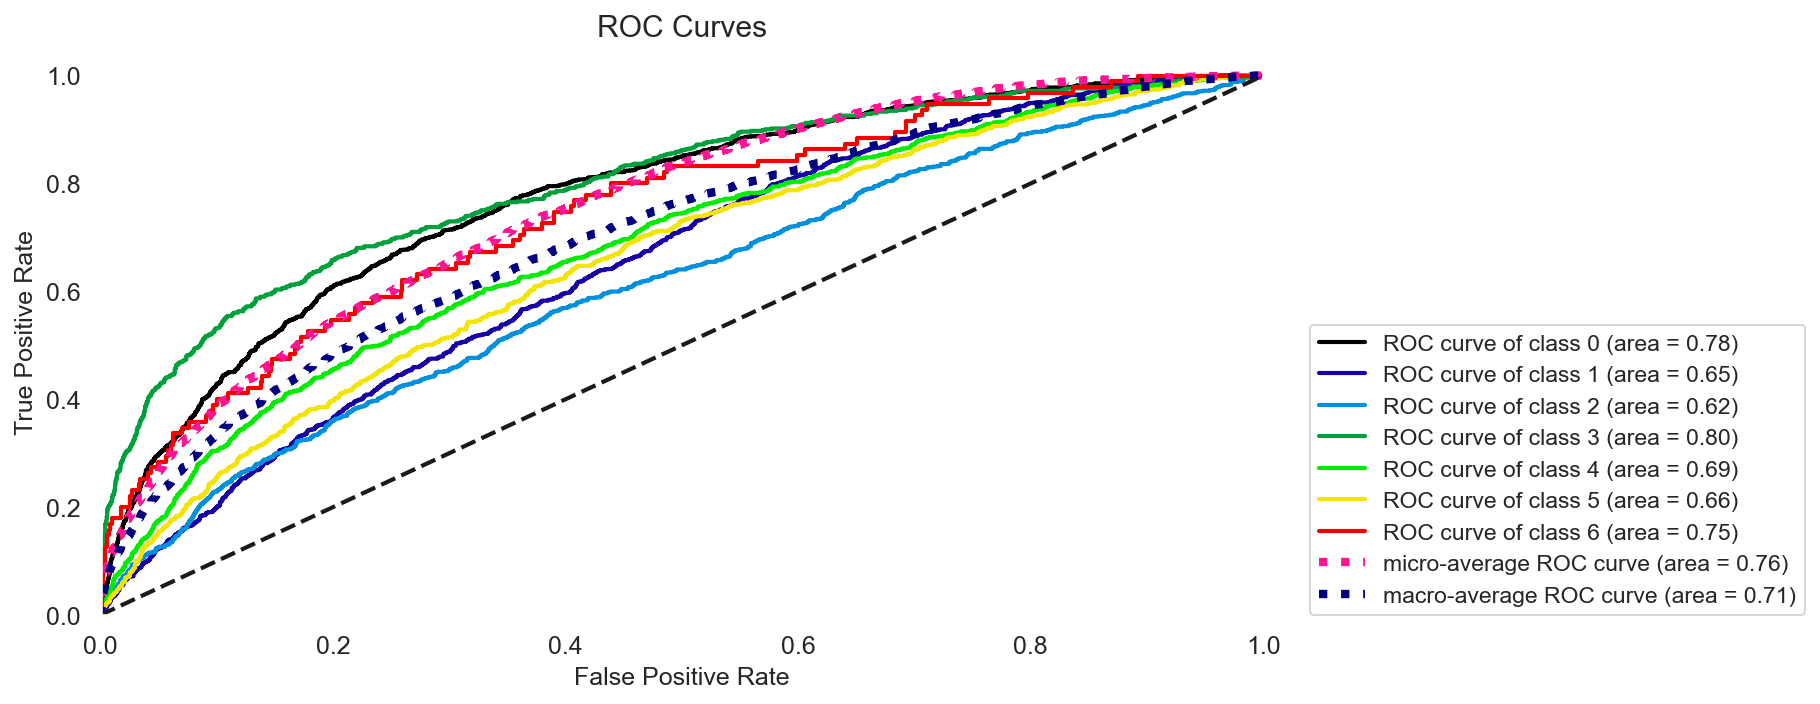 ROC Curves
1.0
0.8
0.6
0.4
0.2
0.0
True Positive Rate
0.0 0.2 0.4 0.6 0.8 1.0
False Positive Rate
ROC curve of class 0 (area = 0.78)
ROC curve of class 1 (area = 0.65)
ROC curve of class 2 (area = 0.62)
ROC curve of class 3 (area = 0.80)
ROC curve of class 4 (area = 0.69)
ROC curve of class 5 (area = 0.66)
ROC curve of class 6 (area = 0.75)
micro-average ROC curve (area = 0.76)
macro-average ROC curve (area = 0.71)